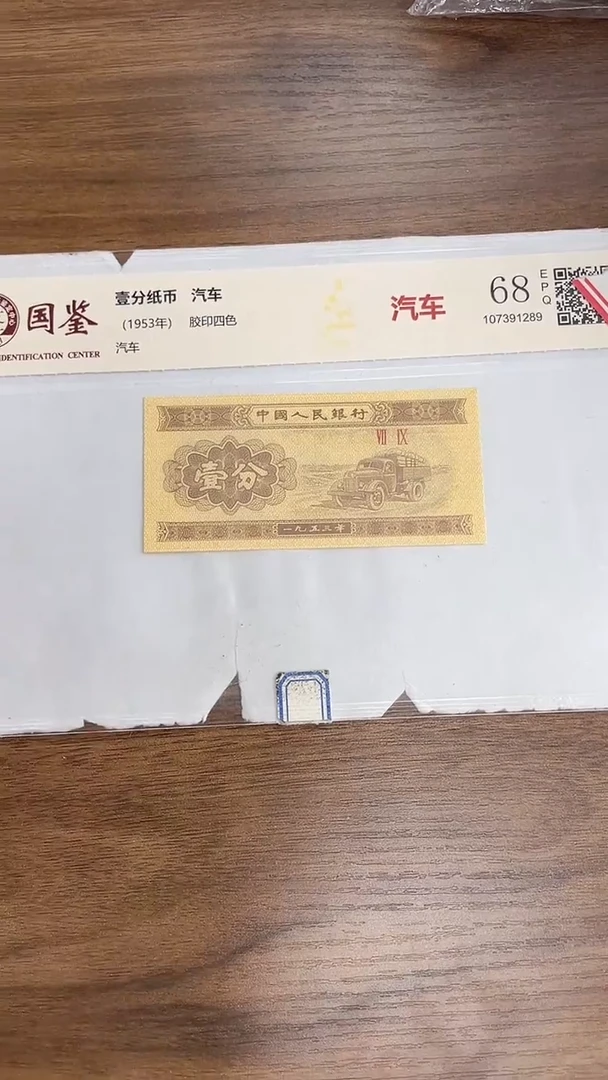 国鉴
IDENTIFICATION CENTER
壹分纸币 汽车
(1953年) 胶印四色
汽车
汽车
68
EPQ
107391289
中國人民銀行
VII IX
壹分
一九五三年